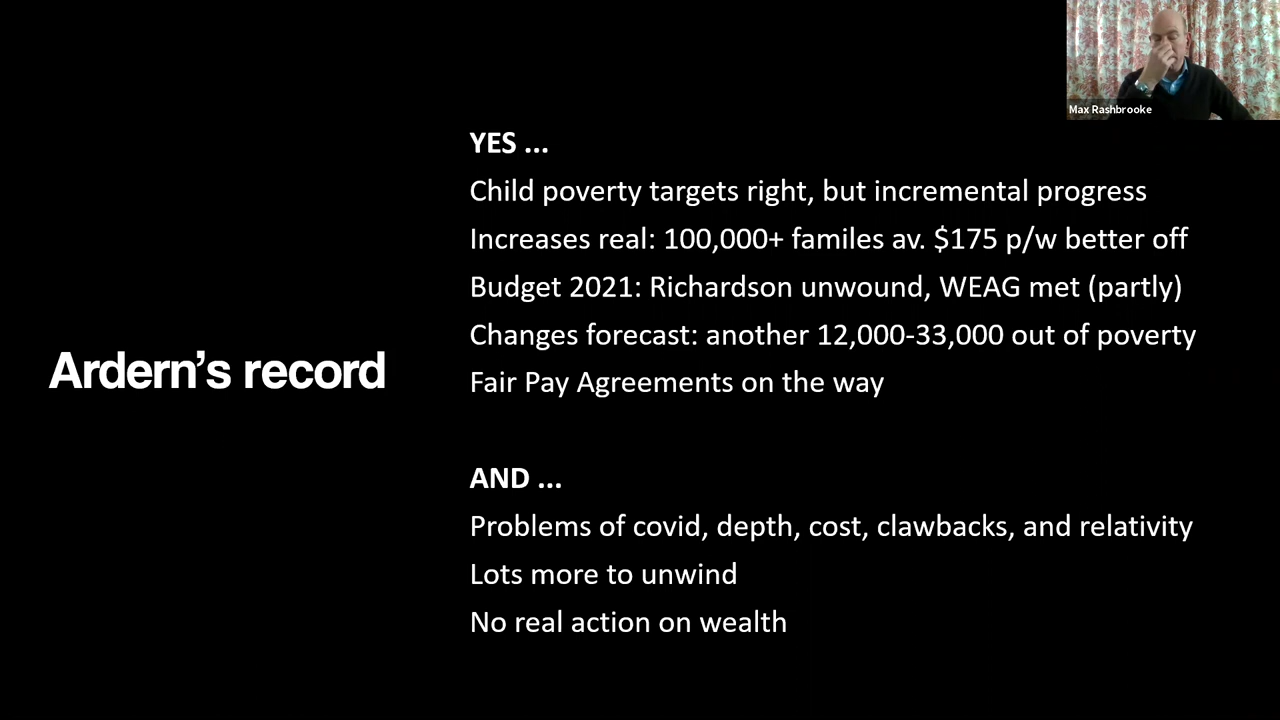 Max Rashbrooke
Ardern’s record
YES ...
Child poverty targets right, but incremental progress
Increases real: 100,000+ familes av. $175 p/w better off
Budget 2021: Richardson unwound, WEAG met (partly)
Changes forecast: another 12,000-33,000 out of poverty
Fair Pay Agreements on the way
AND ...
Problems of covid, depth, cost, clawbacks, and relativity
Lots more to unwind
No real action on wealth